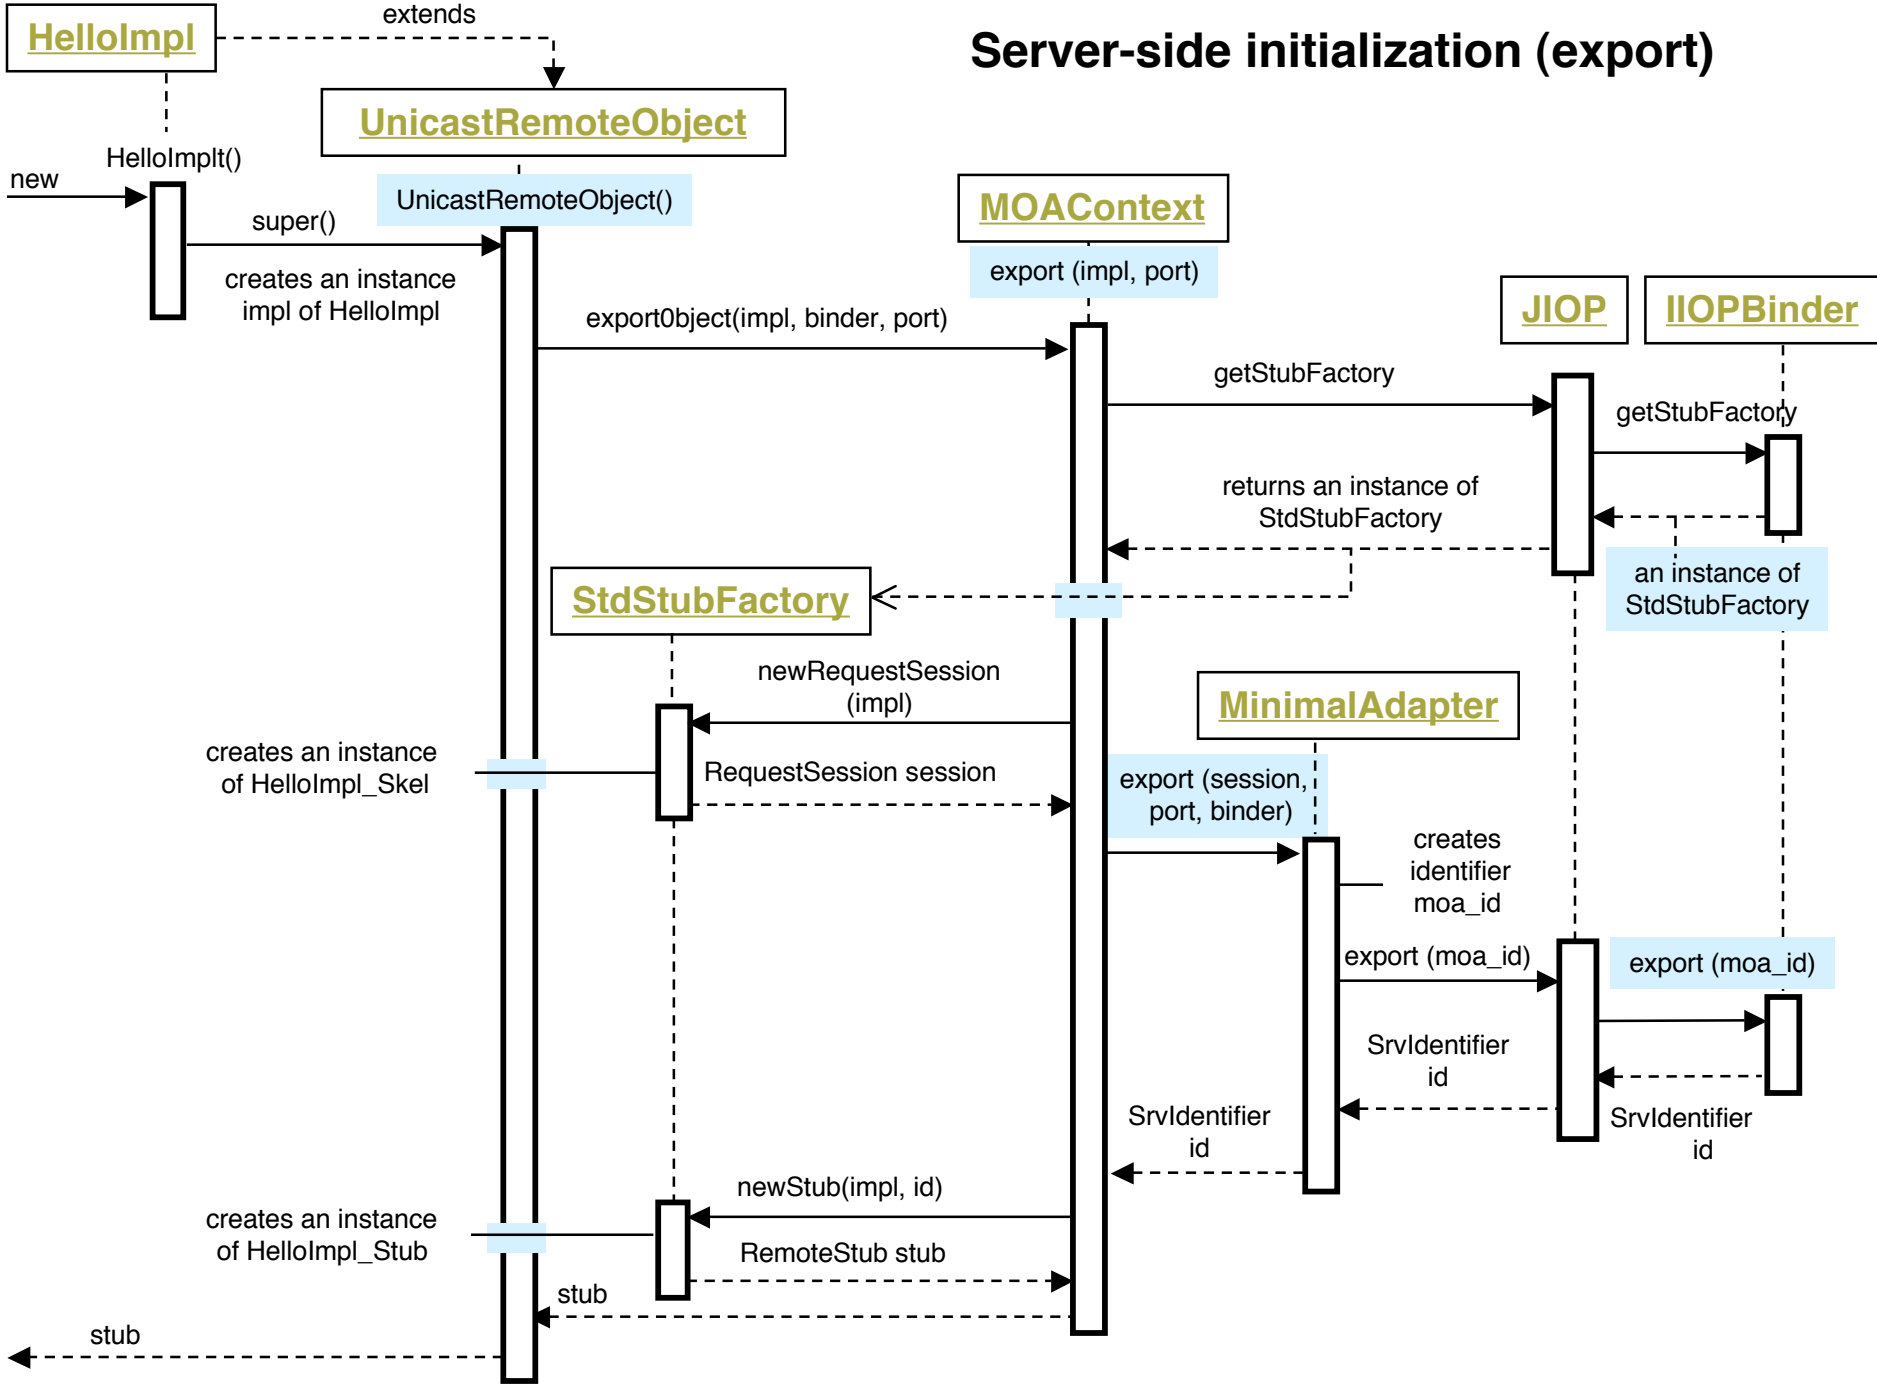 extends
HelloImpl
Server-side initialization (export)
UnicastRemoteObject
HelloImplt()
new
UnicastRemoteObject()
super()
MOAContext
creates an instance
impl of HelloImpl
export (impl, port)
JIOP
IIOPBinder
export0bject(impl, binder, port)
getStubFactory
getStubFactory
returns an instance of
StdStubFactory
an instance of
StdStubFactory
StdStubFactory
newRequestSession
(impl)
MinimalAdapter
creates an instance
of HelloImpl_Skel
RequestSession session
export (session,
port, binder)
creates
identifier
moa_id
export (moa_id)
export (moa_id)
SrvIdentifier
id
SrvIdentifier
id
SrvIdentifier
id
newStub(impl, id)
creates an instance
of HelloImpl_Stub
RemoteStub stub
stub
stub